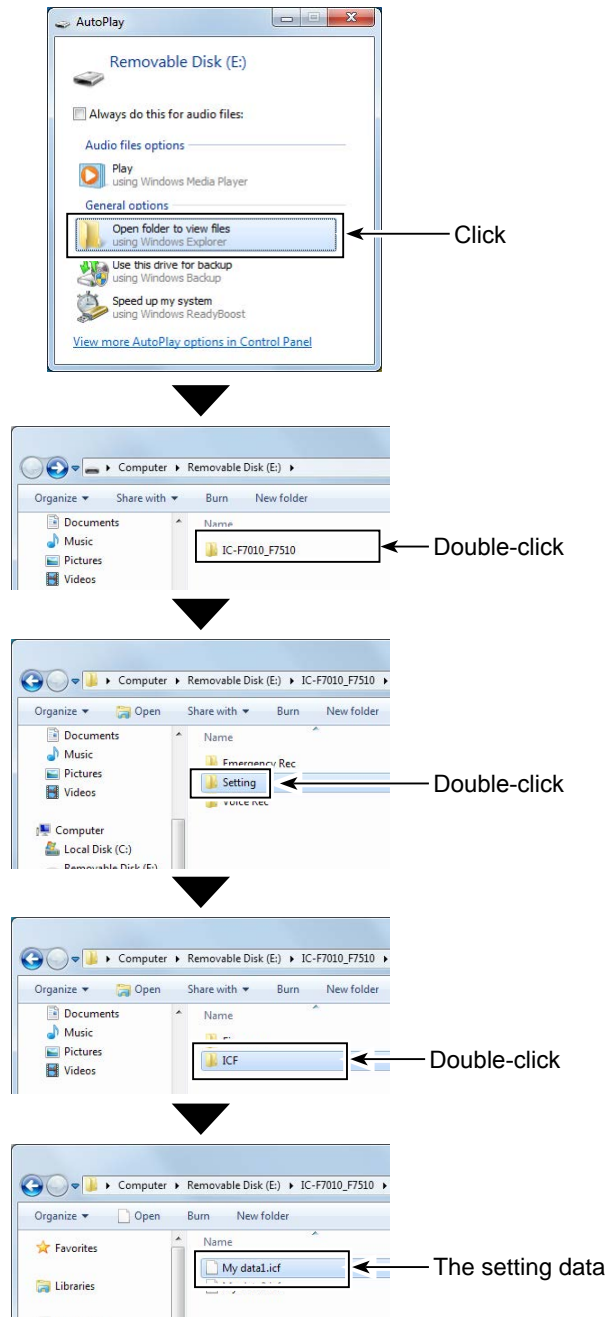 AutoPlay
Removable Disk (E:)
Always do this for audio files:
Audio files options
Play
using Windows Media Player
General options
Open folder to view files
using Windows Explorer
Click
Use this drive for backup
using Windows Backup
Speed up my system
using Windows ReadyBoost
View more AutoPlay options in Control Panel
Computer Removable Disk (E:)
Organize Share with Burn New folder
Documents Name
Music IC-F7010_F7510 Double-click
Pictures
Videos
Computer Removable Disk (E:) IC-F7010_F7510
Organize Open Share with Burn New folder
Documents Name
Music Emergency Rec
Pictures Setting Double-click
Videos Voice Rec
Computer
Local Disk (C:)
Removable Disk (E:)
Computer Removable Disk (E:) IC-F7010_F7510
Organize Open Share with Burn New folder
Documents Name
Music
Pictures ICF Double-click
Videos
Computer Removable Disk (E:) IC-F7010_F7510
Organize Open Burn New folder
Favorites Name
My data1.icf The setting data
Libraries